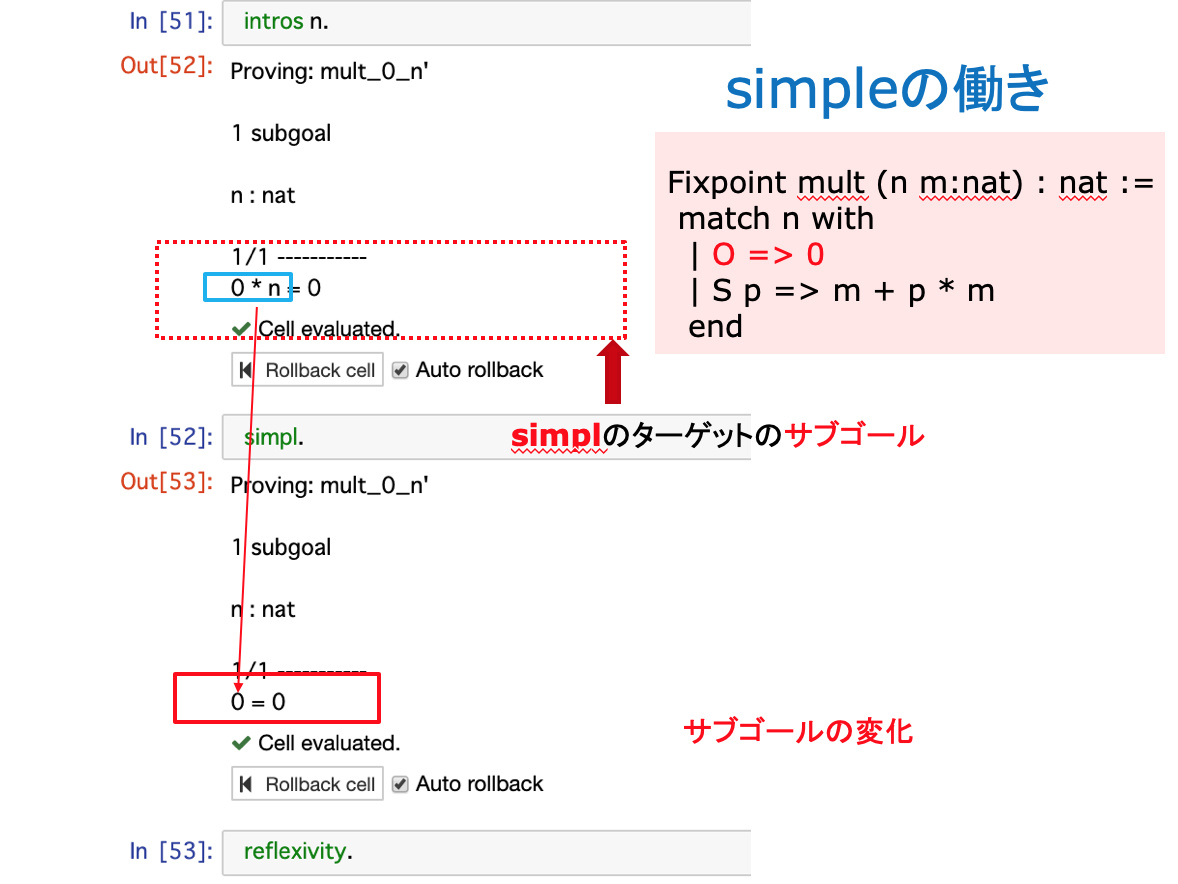 In [51]: intros n.
Out[52]: Proving: mult_0_n'
1 subgoal
n : nat
1/1 -----------
0 * n = 0
Cell evaluated.
Rollback cell Auto rollback
simpleの働き
Fixpoint mult (n m:nat) : nat :=
match n with
| O => 0
| S p => m + p * m
end
In [52]: simpl.
simplのターゲットのサブゴール
Out[53]: Proving: mult_0_n'
1 subgoal
n : nat
1/1 -----------
0 = 0
サブゴールの変化
Cell evaluated.
Rollback cell Auto rollback
In [53]: reflexivity.